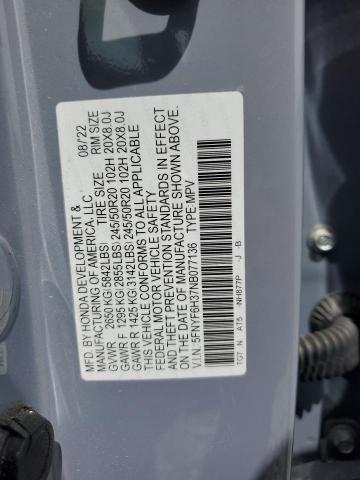 MFD. BY HONDA DEVELOPMENT & 08/'22
MANUFACTURING OF AMERICA, LLC
TIRE SIZE RIM SIZE
GVWR 2650 KG(5842LBS)
GAWR F 1295 KG(2855LBS)245/50R20 102H 20X8.0J
GAWR R 1425 KG(3142LBS)245/50R20 102H 20X8.0J
THIS VEHICLE CONFORMS TO ALL APPLICABLE
FEDERAL MOTOR VEHICLE SAFETY
AND THEFT PREVENTION STANDARDS IN EFFECT
ON THE DATE OF MANUFACTURE SHOWN ABOVE.
V.I.N. : 5FNYF6H37NB077136 TYPE:MPV
TG7 N AT5 NH877P -J -B